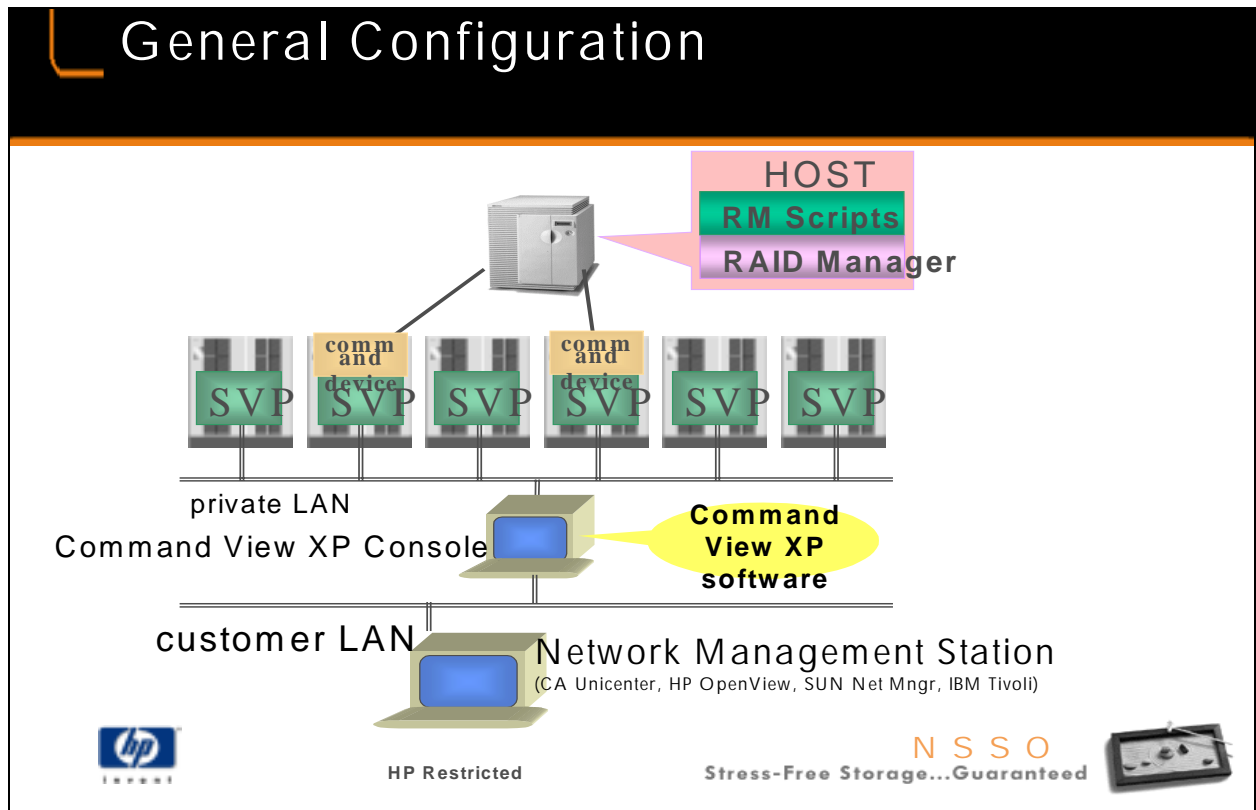 General Configuration
HOST
RM Scripts
RAID Manager
comm
and
device
comm
and
device
SVP
SVP
SVP
SVP
SVP
SVP
private LAN
Command View XP Console
Command
View XP
software
customer LAN
Network Management Station
(CA Unicenter, HP OpenView, SUN Net Mngr, IBM Tivoli)
hp
invent
HP Restricted
NSSO
Stress-Free Storage...Guaranteed